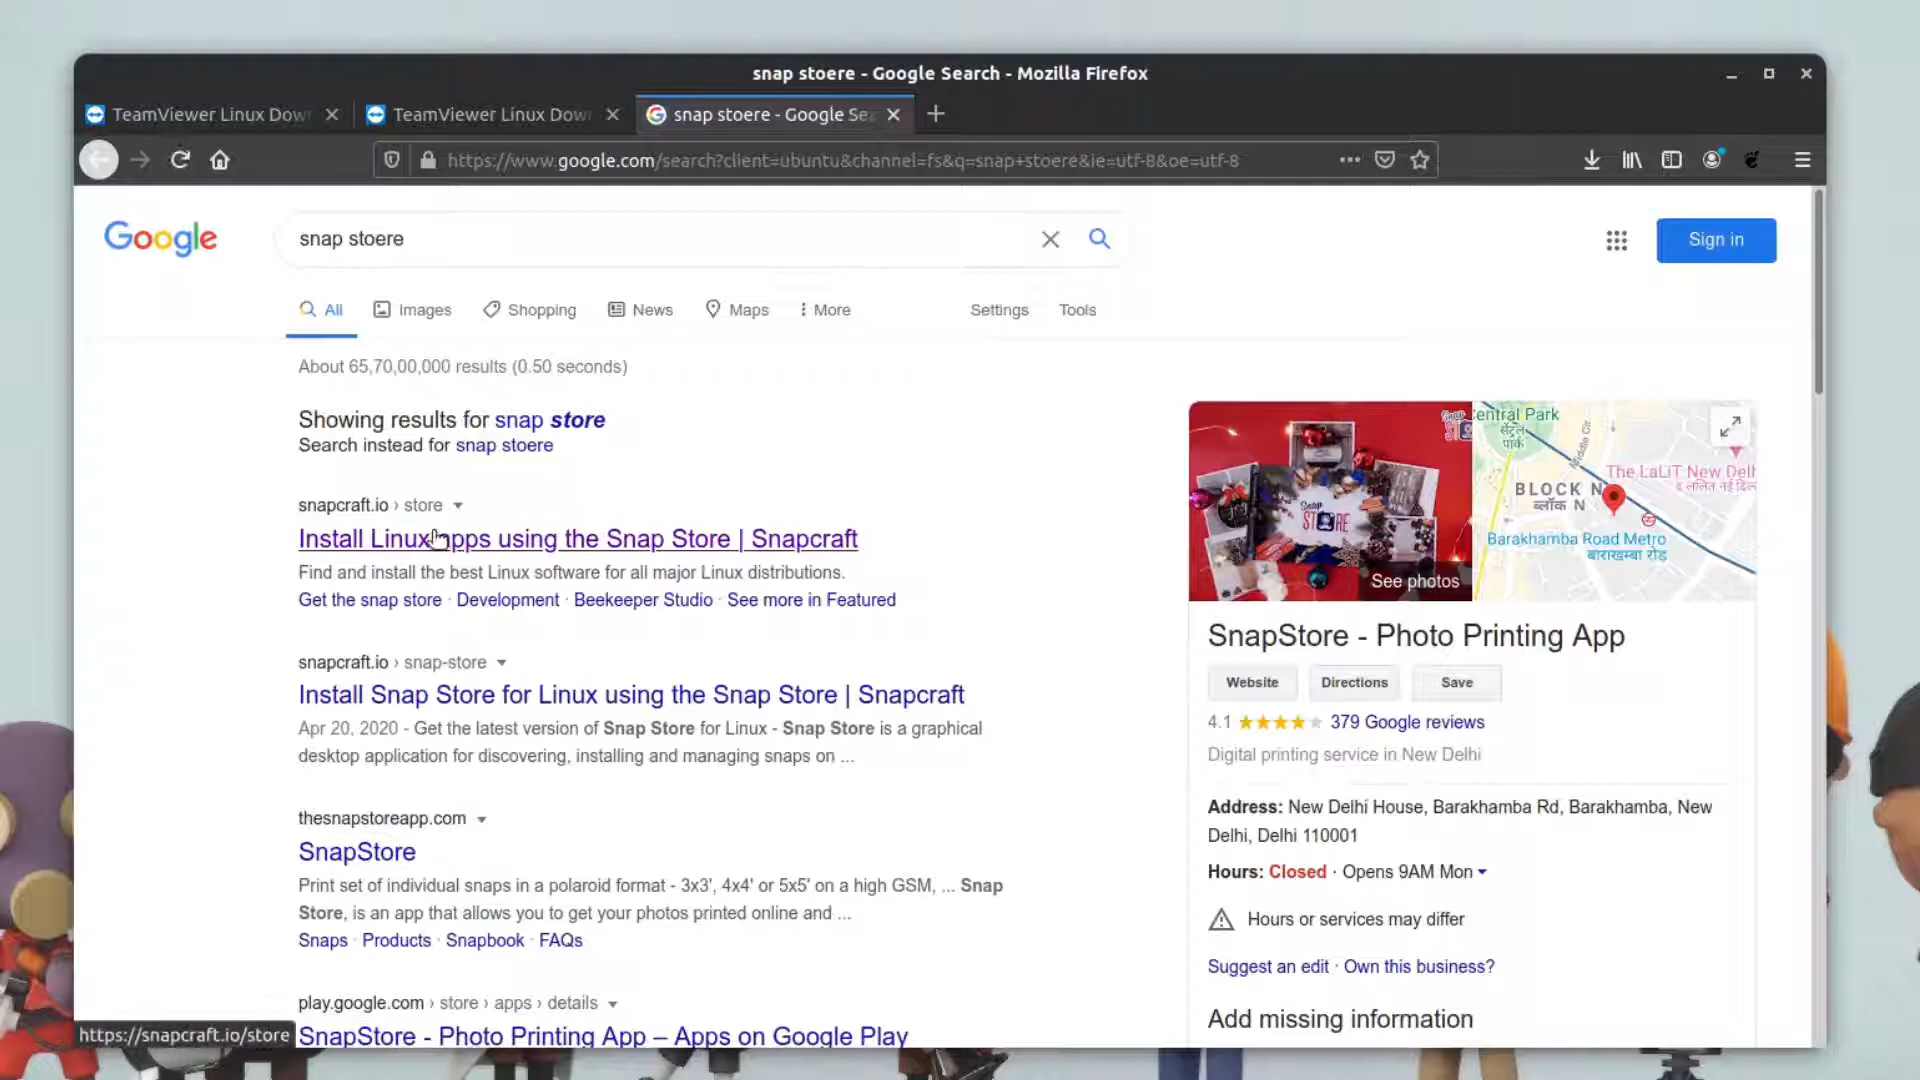 snap stoere - Google Search - Mozilla Firefox
TeamViewer Linux Dow
TeamViewer Linux Dow
snap stoere - Google Se
https://www.google.com/search?client=ubuntu&channel=fs&q=snap+stoere&ie=utf-8&oe=utf-8
Google
snap stoere
Sign in
All
Images
Shopping
News
Maps
More
Settings
Tools
About 65,70,00,000 results (0.50 seconds)
Showing results for snap store
Search instead for snap stoere
snapcraft.io › store
Install Linux apps using the Snap Store | Snapcraft
Find and install the best Linux software for all major Linux distributions.
Get the snap store · Development · Beekeeper Studio · See more in Featured
snapcraft.io › snap-store
Install Snap Store for Linux using the Snap Store | Snapcraft
Apr 20, 2020 - Get the latest version of Snap Store for Linux - Snap Store is a graphical
desktop application for discovering, installing and managing snaps on ...
thesnapstoreapp.com
SnapStore
Print set of individual snaps in a polaroid format - 3x3', 4x4' or 5x5' on a high GSM, ... Snap
Store, is an app that allows you to get your photos printed online and ...
Snaps · Products · Snapbook · FAQs
play.google.com › store › apps › details
SnapStore - Photo Printing App – Apps on Google Play
https://snapcraft.io/store
Snap
STORE
See photos
Central Park
सेंट्रल
पार्क
Middle Cir
The LaLiT New Delh
द ललित नई दिल
BLOCK N
ब्लॉक N
Barakhamba Road Metro
बाराखम्बा रोड
SnapStore - Photo Printing App
Website
Directions
Save
4.1
379 Google reviews
Digital printing service in New Delhi
Address: New Delhi House, Barakhamba Rd, Barakhamba, New
Delhi, Delhi 110001
Hours: Closed · Opens 9AM Mon
Hours or services may differ
Suggest an edit · Own this business?
Add missing information